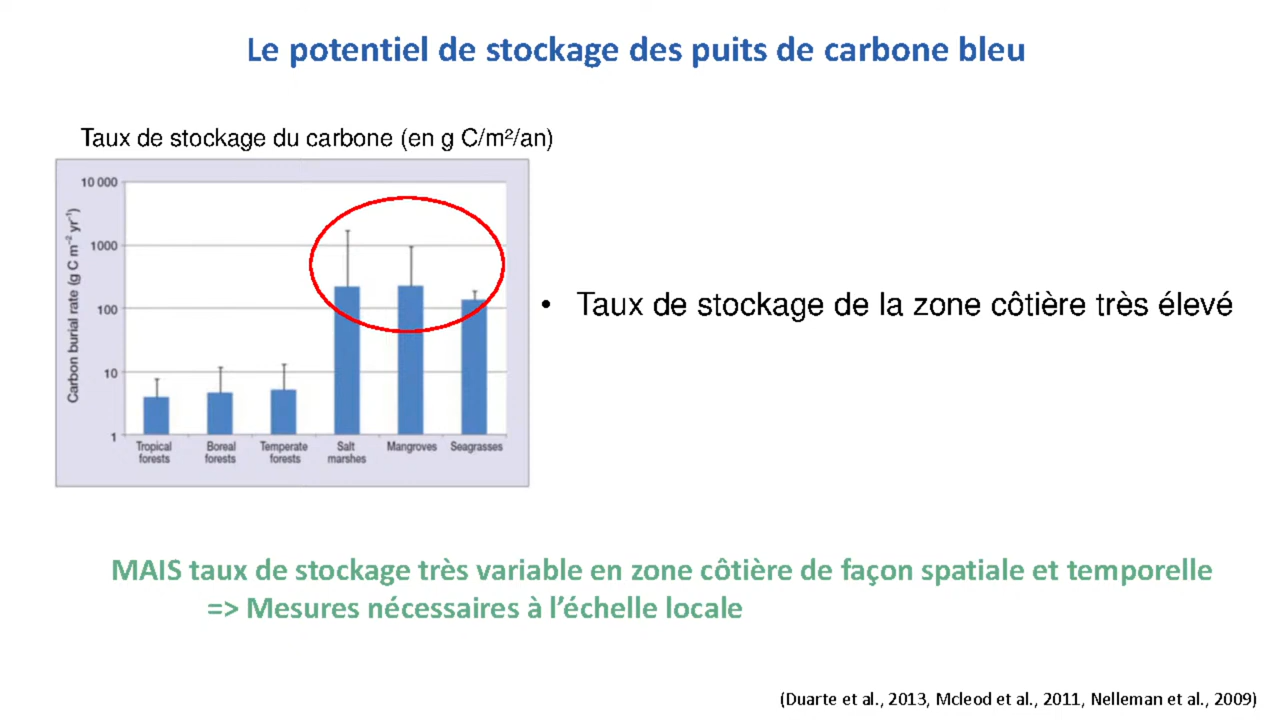 Le potentiel de stockage des puits de carbone bleu
Taux de stockage du carbone (en g C/m²/an)
Carbon burial rate (g C m⁻² yr⁻¹)
10 000
1000
100
10
1
Tropical forests
Boreal forests
Temperate forests
Salt marshes
Mangroves
Seagrasses
• Taux de stockage de la zone côtière très élevé
MAIS taux de stockage très variable en zone côtière de façon spatiale et temporelle
=> Mesures nécessaires à l’échelle locale
(Duarte et al., 2013, Mcleod et al., 2011, Nelleman et al., 2009)